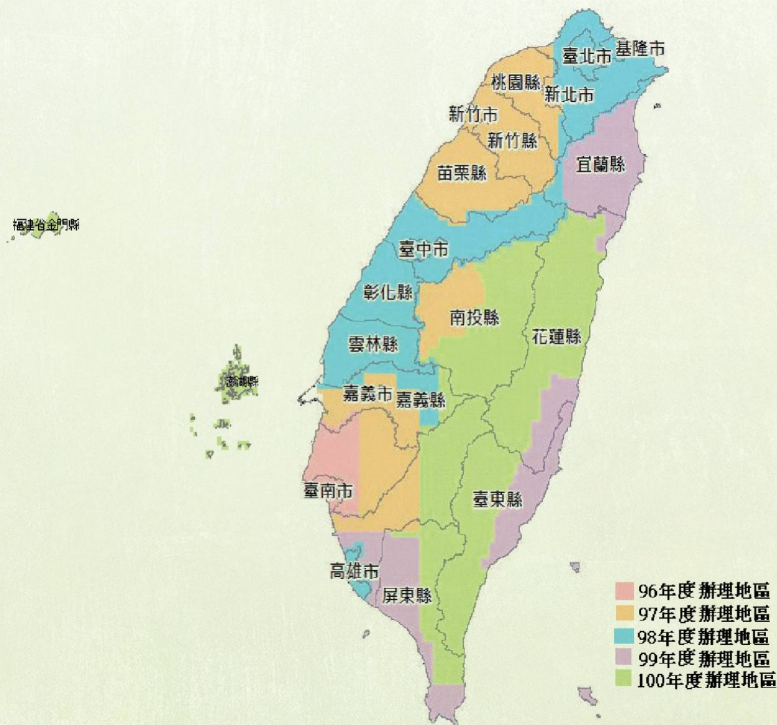 基隆市
臺北市
桃園縣
新北市
新竹市
新竹縣
宜蘭縣
苗栗縣
福建省金門縣
臺中市
彰化縣
南投縣
花蓮縣
雲林縣
澎湖縣
嘉義市
嘉義縣
臺南市
臺東縣
高雄市
屏東縣
96年度辦理地區
97年度辦理地區
98年度辦理地區
99年度辦理地區
100年度辦理地區